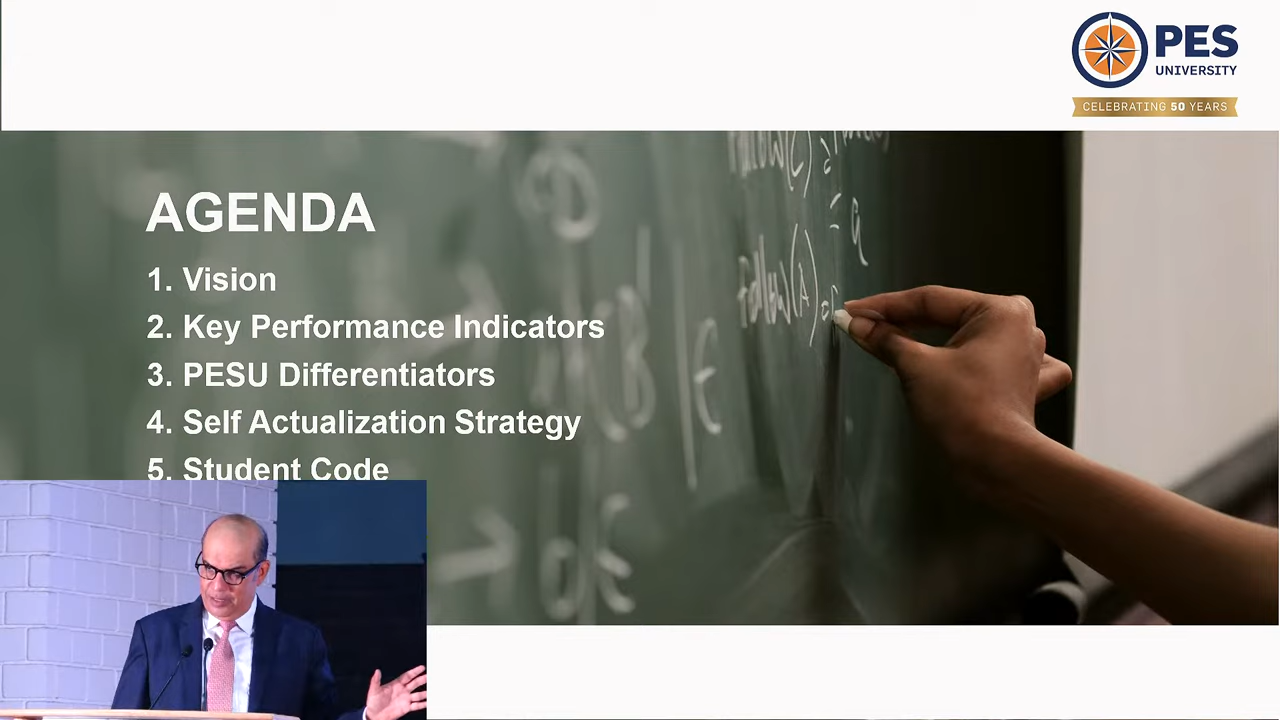 PES
UNIVERSITY
CELEBRATING 50 YEARS
AGENDA
1. Vision
2. Key Performance Indicators
3. PESU Differentiators
4. Self Actualization Strategy
5. Student Code
Follow(A) =